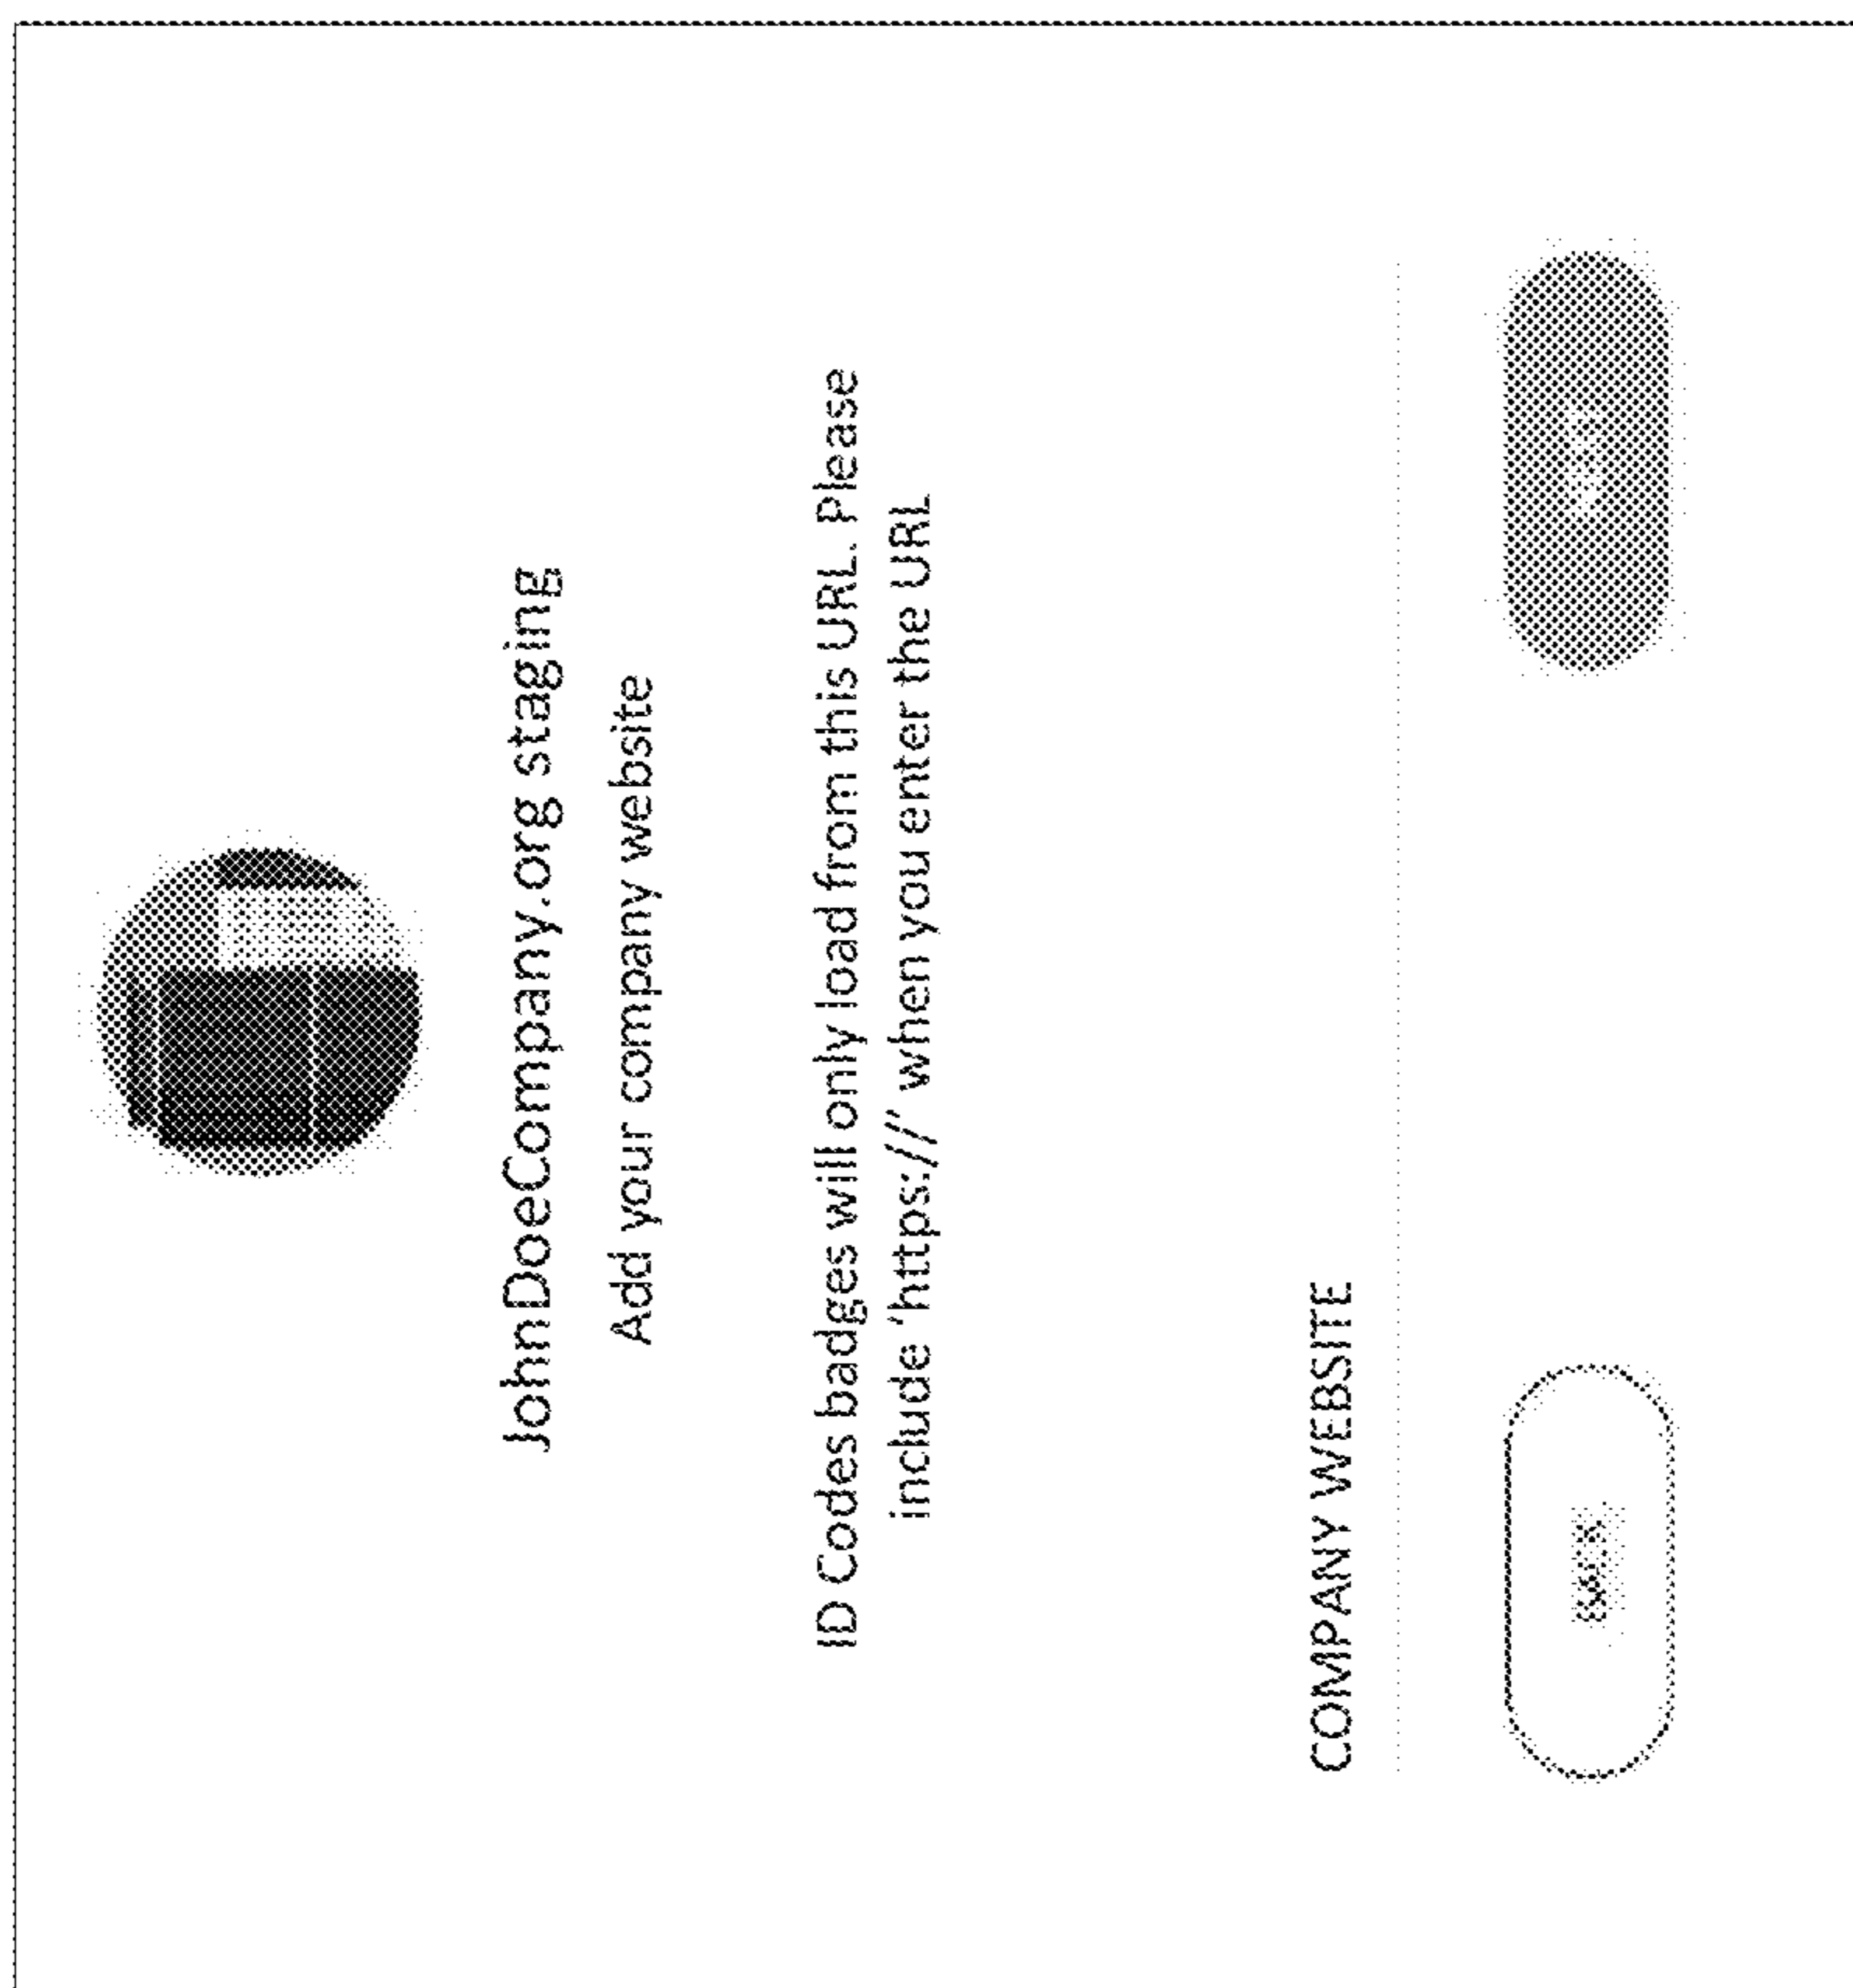 JohnDoeCompany.org staging
Add your company website
ID Codes badges will only load from this URL. Please
include 'https:// when you enter the URL
COMPANY WEBSITE